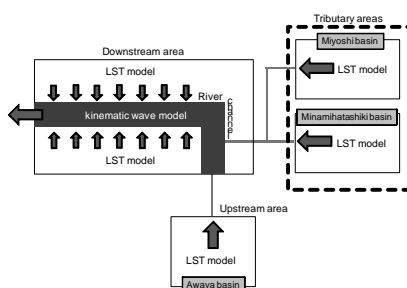 Tributary areas
Miyoshi basin
LST model
Minamihatashiki basin
LST model
Downstream area
LST model
River
channel
kinematic wave model
LST model
Upstream area
LST model
Awaya basin